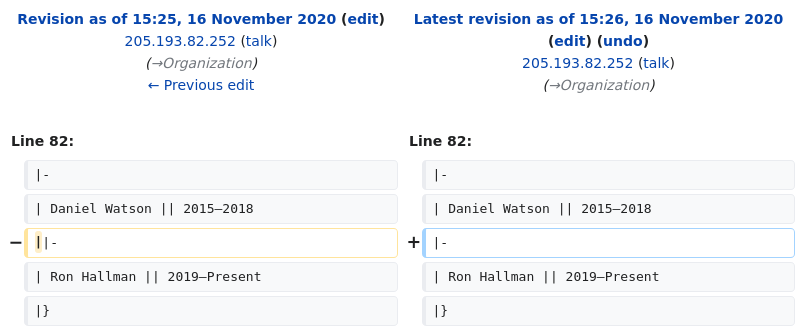 Revision as of 15:25, 16 November 2020 (edit)
205.193.82.252 (talk)
(→Organization)
← Previous edit
Latest revision as of 15:26, 16 November 2020
(edit) (undo)
205.193.82.252 (talk)
(→Organization)
Line 82:
|-
| Daniel Watson || 2015–2018
− ||-
| Ron Hallman || 2019–Present
|}
Line 82:
|-
| Daniel Watson || 2015–2018
+ |-
| Ron Hallman || 2019–Present
|}